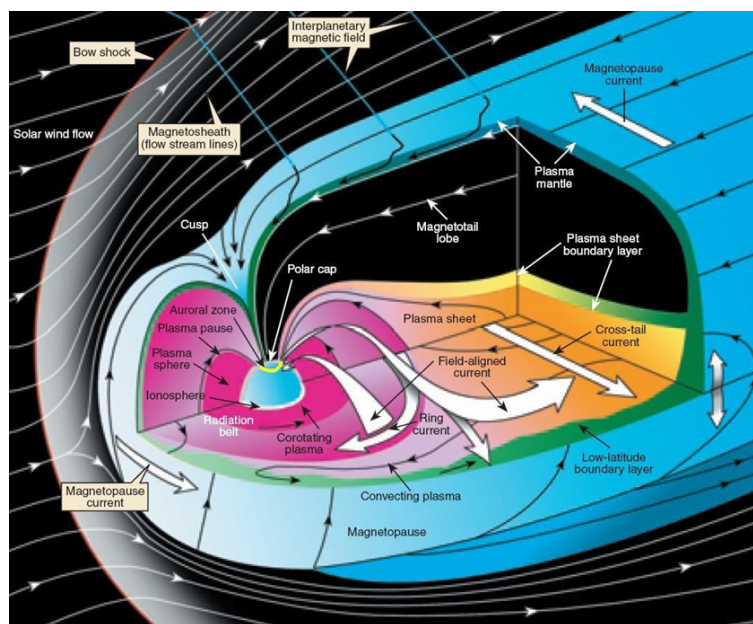 Interplanetary
magnetic field
Bow shock
Magnetopause
current
Solar wind flow
Magnetosheath
(flow stream lines)
Plasma
mantle
Cusp
Magnetotail
lobe
Plasma sheet
boundary layer
Polar cap
Auroral zone
Plasma sheet
Plasma pause
Cross-tail
current
Plasma
sphere
Field-aligned
current
Ionosphere
Radiation
belt
Ring
current
Corotating
plasma
Low-latitude
boundary layer
Magnetopause
current
Convecting plasma
Magnetopause